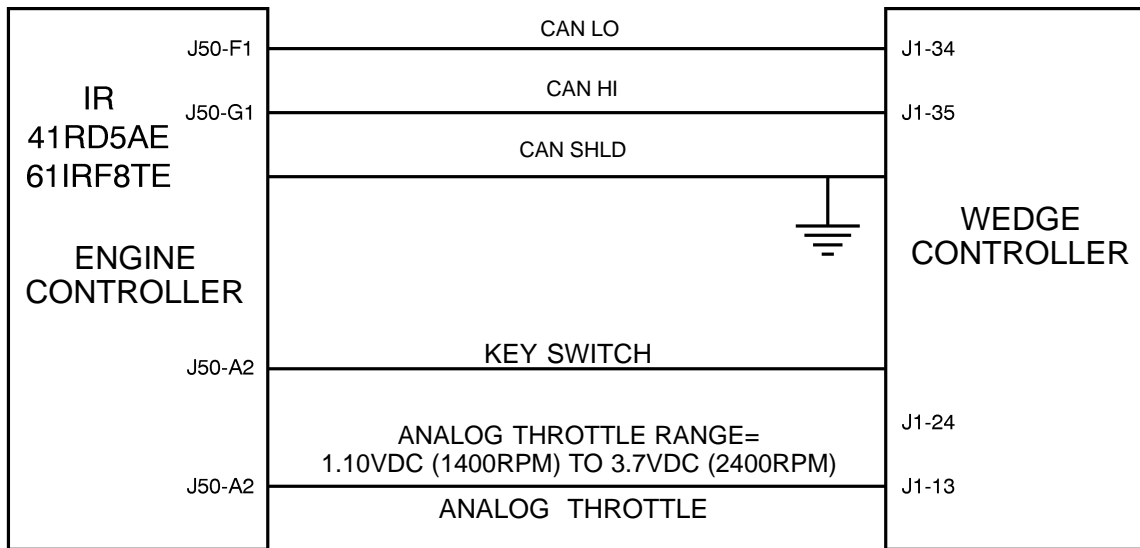 J50-F1
CAN LO
J1-34
IR
41RD5AE
61IRF8TE
J50-G1
CAN HI
J1-35
CAN SHLD
ENGINE
CONTROLLER
WEDGE
CONTROLLER
J50-A2
KEY SWITCH
J1-24
ANALOG THROTTLE RANGE=
1.10VDC (1400RPM) TO 3.7VDC (2400RPM)
J50-A2
ANALOG THROTTLE
J1-13